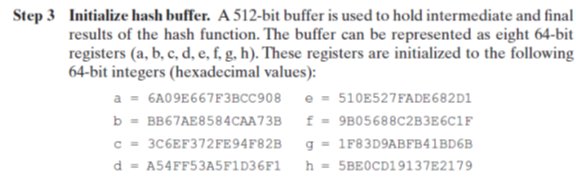 Step 3 Initialize hash buffer. A 512-bit buffer is used to hold intermediate and final
results of the hash function. The buffer can be represented as eight 64-bit
registers (a, b, c, d, e, f, g, h). These registers are initialized to the following
64-bit integers (hexadecimal values):
a = 6A09E667F3BCC908 e = 510E527FADE682D1
b = BB67AE8584CAA73B f = 9B05688C2B3E6C1F
c = 3C6EF372FE94F82B g = 1F83D9ABFB41BD6B
d = A54FF53A5F1D36F1 h = 5BE0CD19137E2179